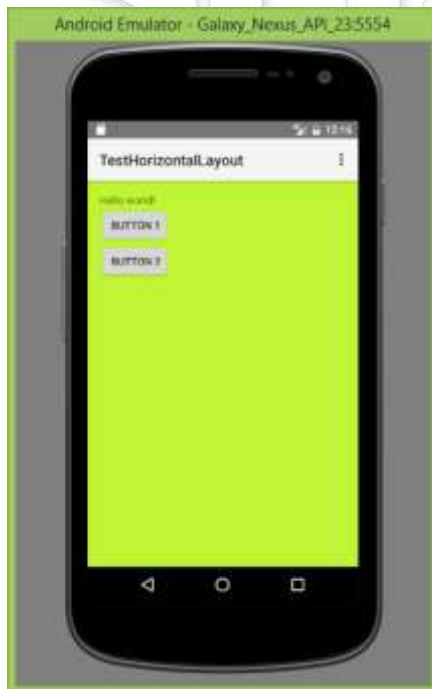 Android Emulator - Galaxy_Nexus_API_23:5554
TestHorizontalLayout
Hello world!
BUTTON 1
BUTTON 2